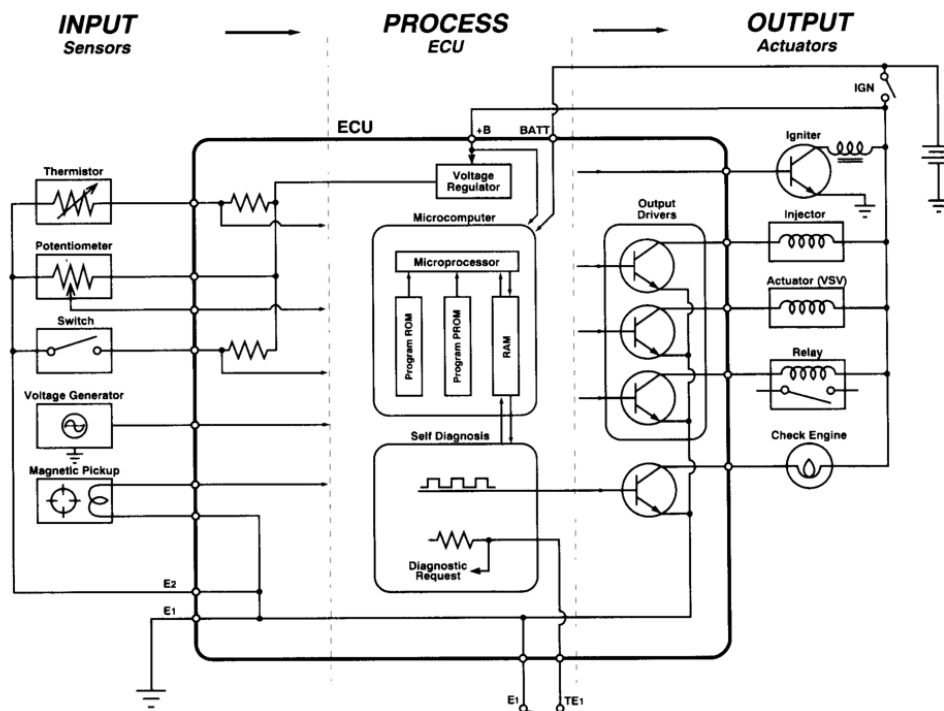 INPUT
Sensors
PROCESS
ECU
OUTPUT
Actuators
IGN
ECU
+B
BATT
Igniter
Thermistor
Voltage
Regulator
Output
Drivers
Injector
Microcomputer
Potentiometer
Microprocessor
Actuator (VSV)
Program ROM
Program PROM
RAM
Switch
Relay
Voltage Generator
Self Diagnosis
Check Engine
Magnetic Pickup
Diagnostic
Request
E2
E1
E1
TE1